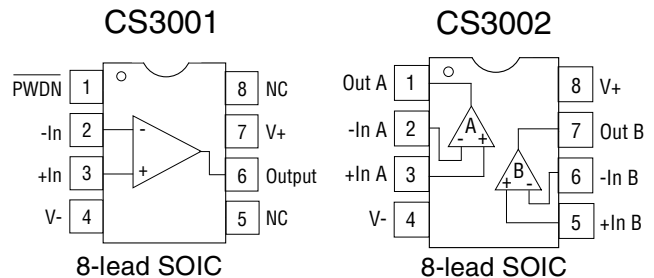 CS3001
PWDN 1 8 NC
-In 2 - 7 V+
+In 3 + 6 Output
V- 4 5 NC
8-lead SOIC
CS3002
Out A 1 8 V+
A
-In A 2 - + 7 Out B
B
+In A 3 + - 6 -In B
V- 4 5 +In B
8-lead SOIC